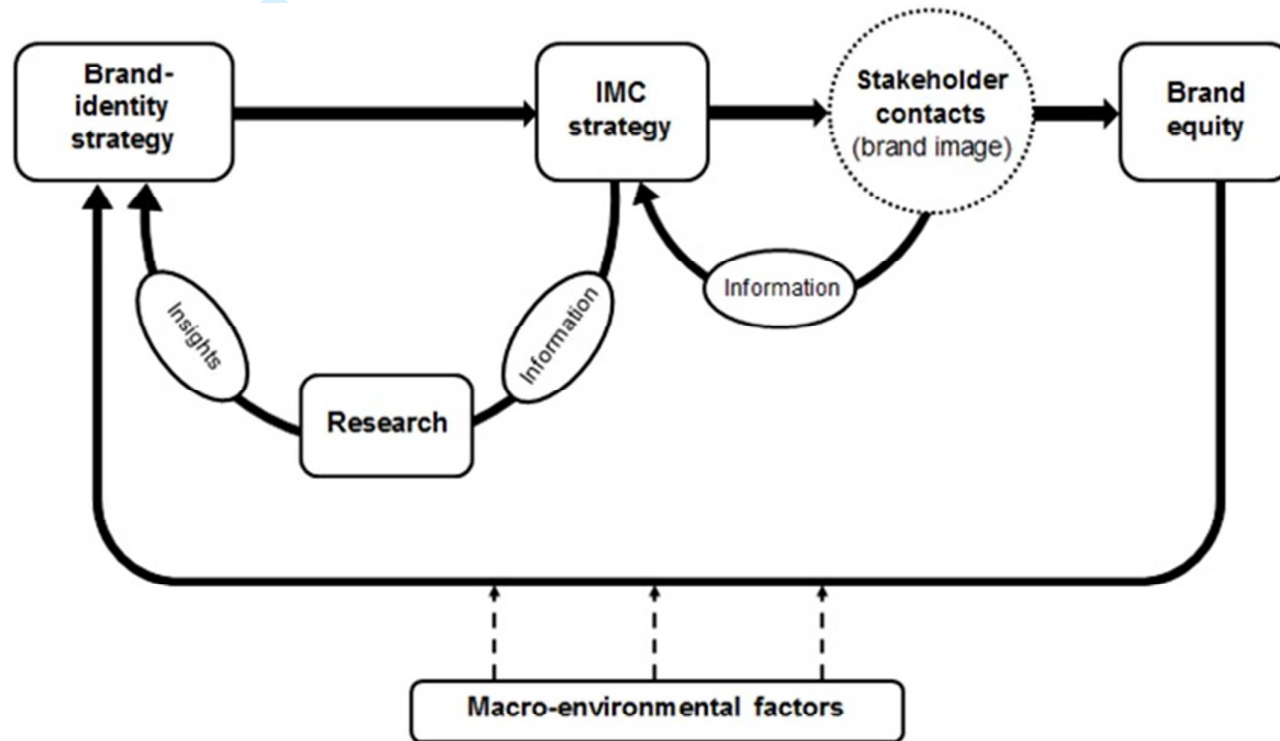 Brand-
identity
strategy
IMC
strategy
Stakeholder
contacts
(brand image)
Brand
equity
Insights
Information
Information
Research
Macro-environmental factors